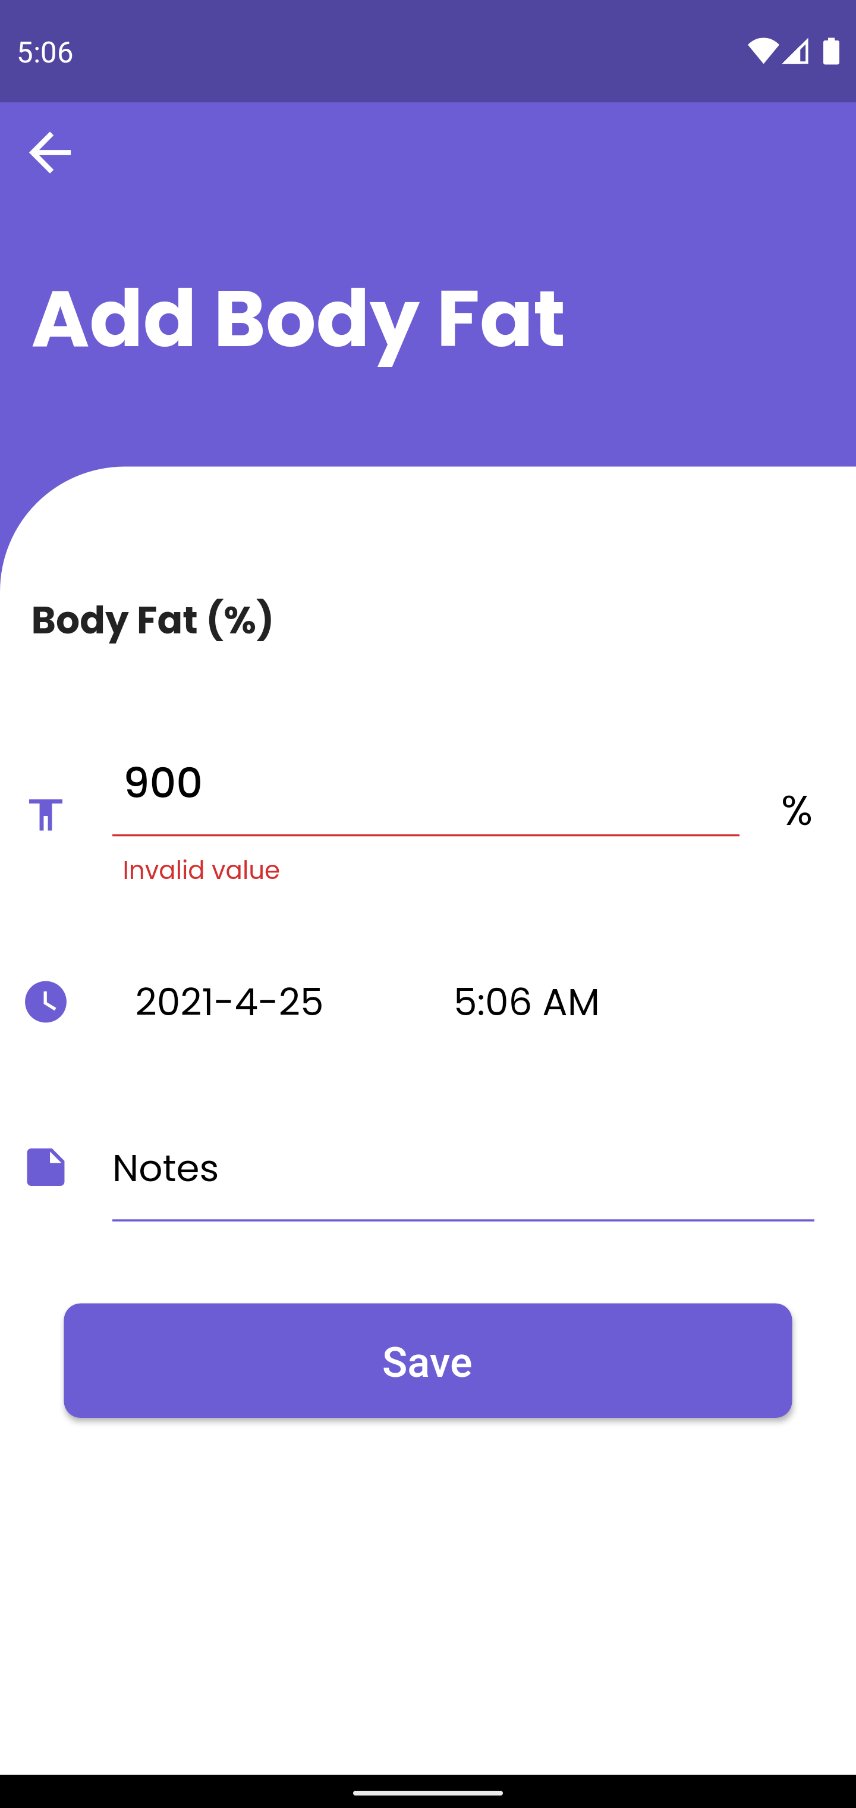 5:06
Add Body Fat
Body Fat (%)
900
%
Invalid value
2021-4-25 5:06 AM
Notes
Save